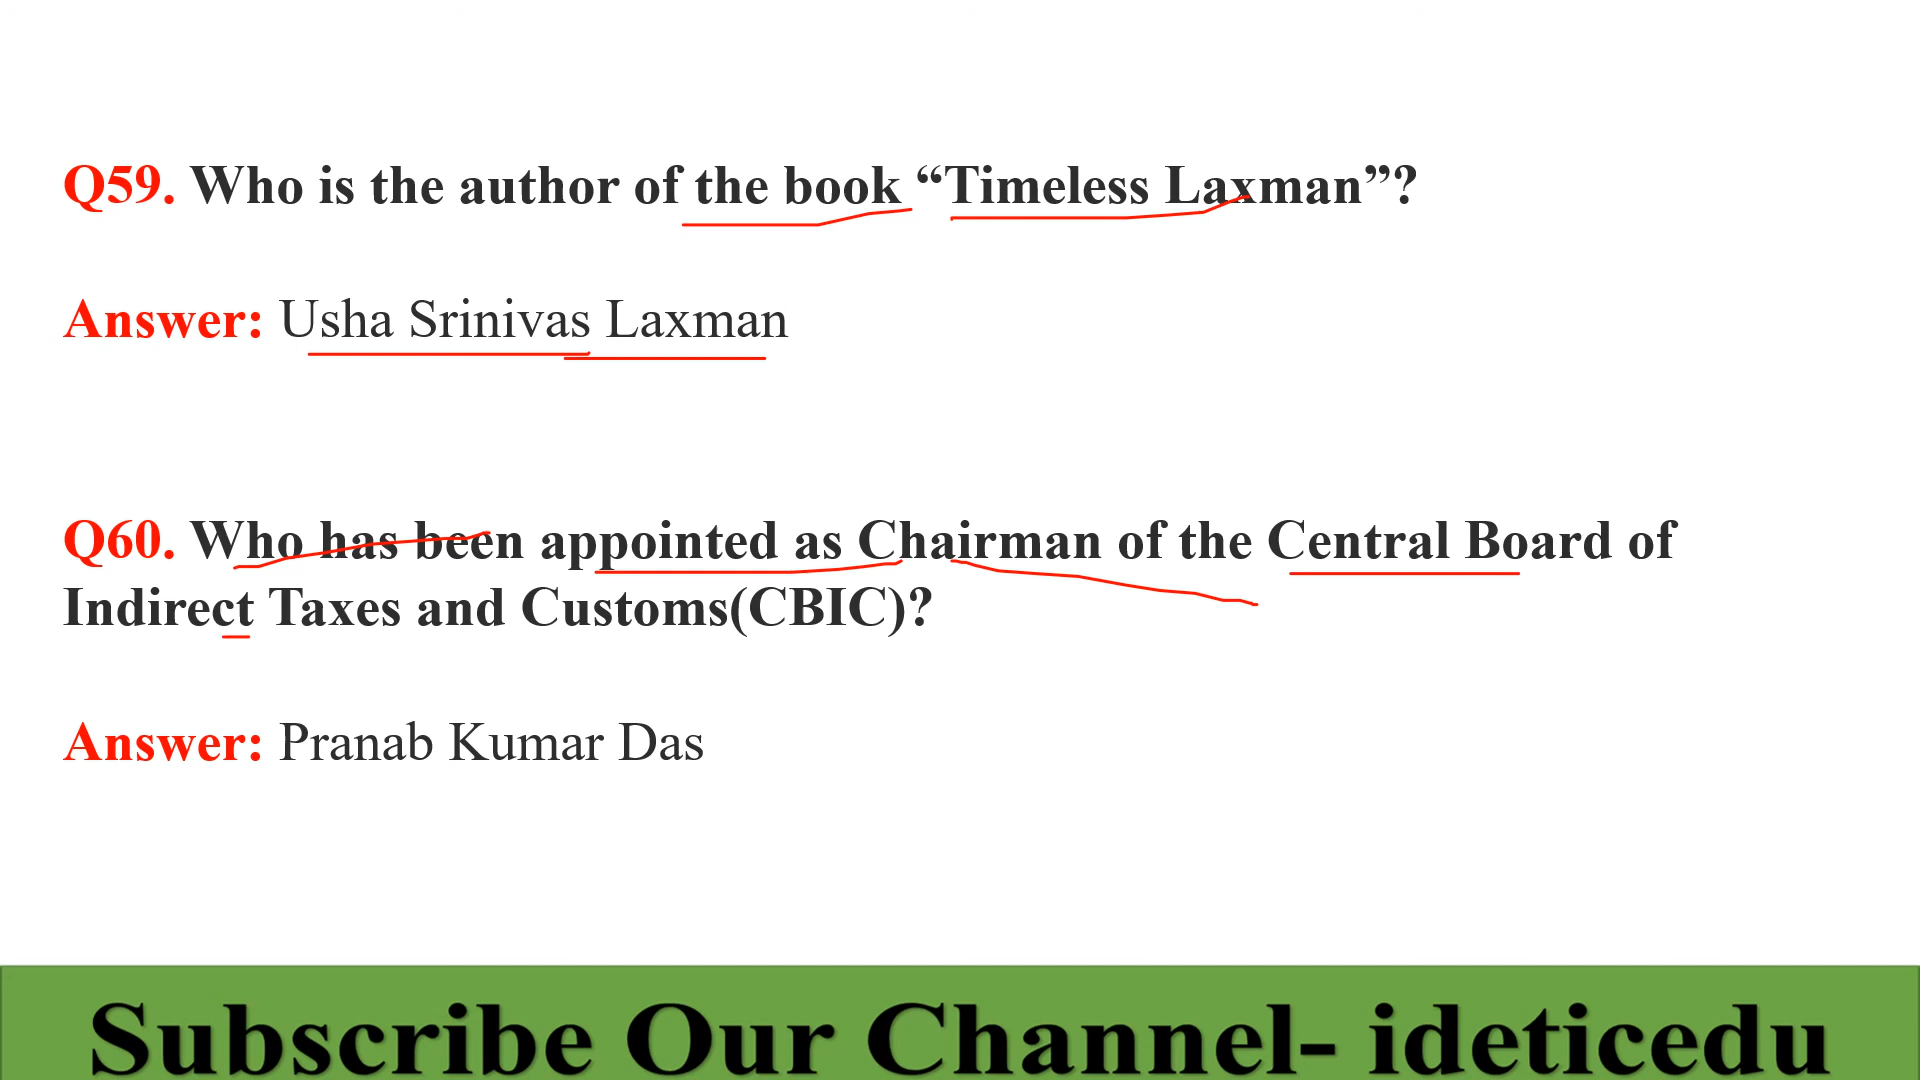 Q59. Who is the author of the book “Timeless Laxman”?
Answer: Usha Srinivas Laxman
Q60. Who has been appointed as Chairman of the Central Board of
Indirect Taxes and Customs(CBIC)?
Answer: Pranab Kumar Das
Subscribe Our Channel- ideticedu